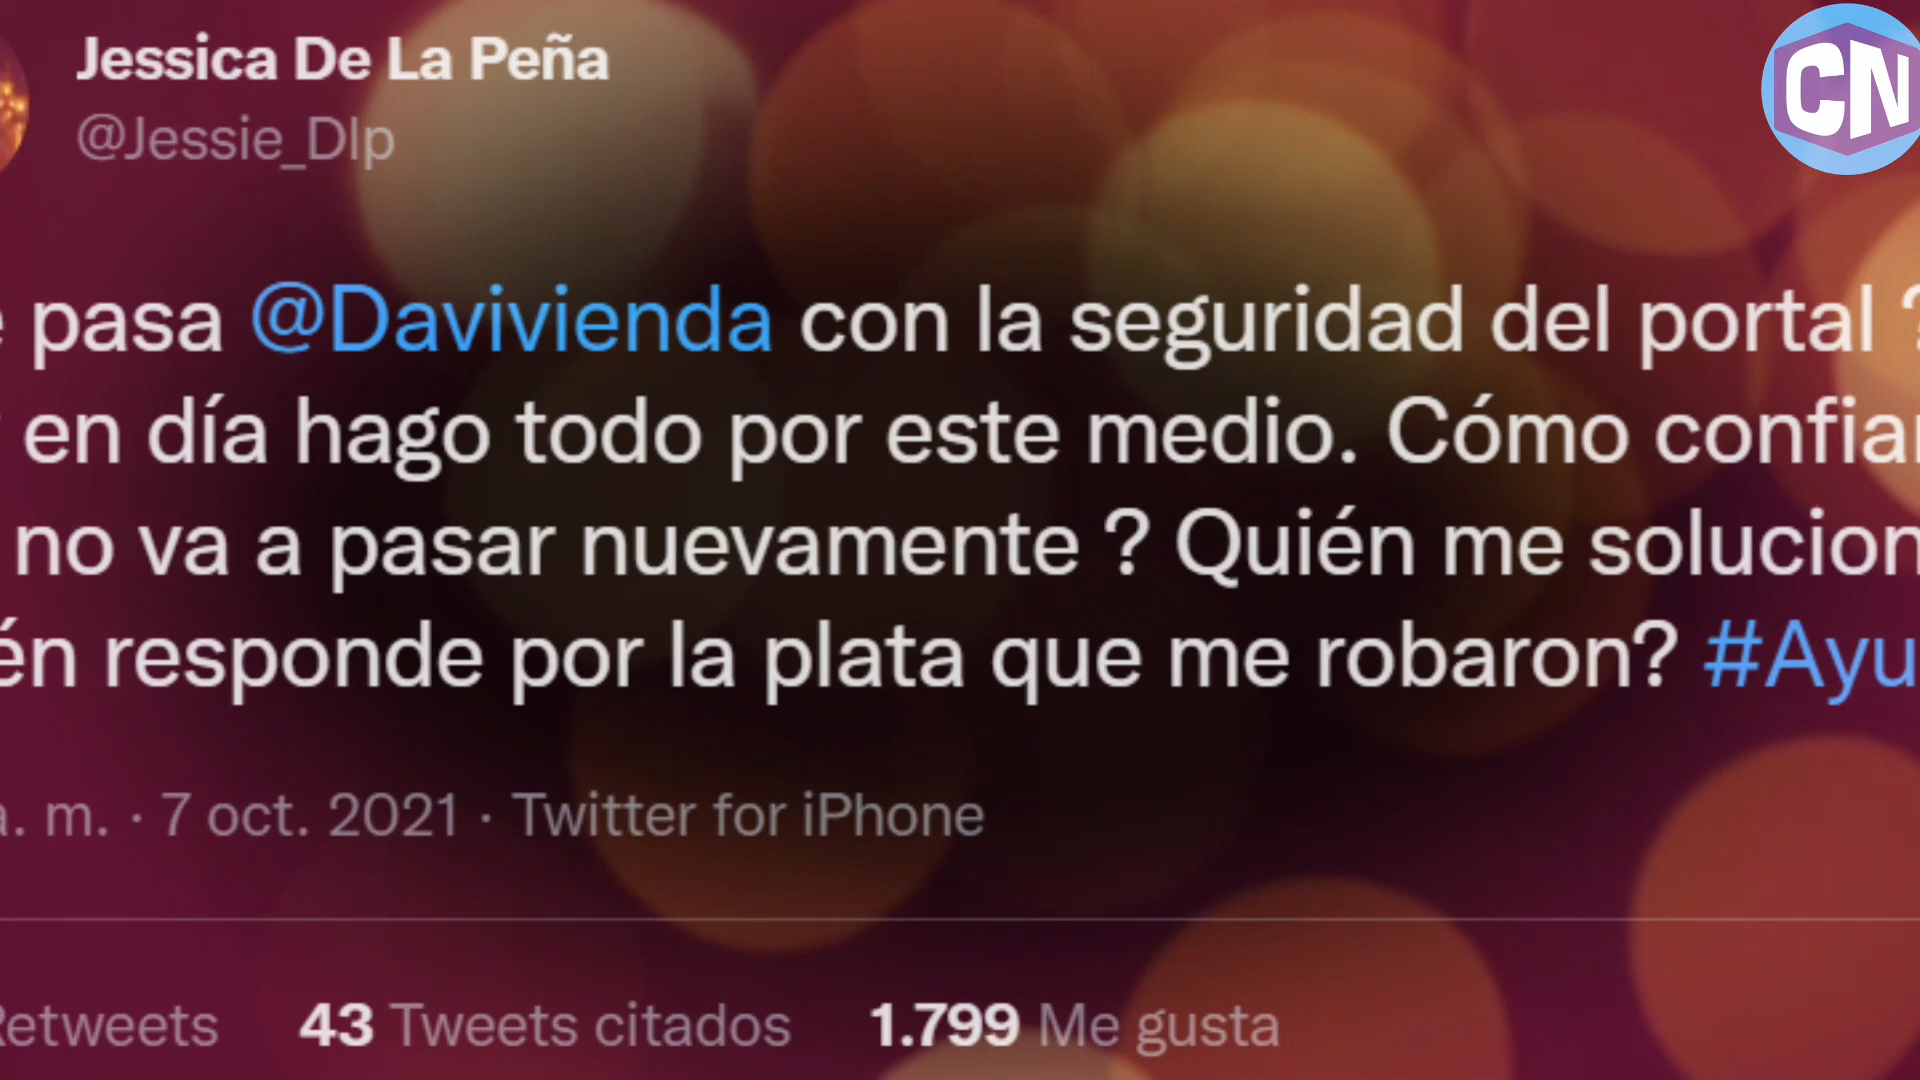 Jessica De La Peña
CN
@Jessie_Dlp
pasa @Davivienda con la seguridad del portal ?
en día hago todo por este medio. Cómo confiar
no va a pasar nuevamente ? Quién me solucion
én responde por la plata que me robaron? #Ayu
a. m. · 7 oct. 2021 · Twitter for iPhone
Retweets 43 Tweets citados 1.799 Me gusta